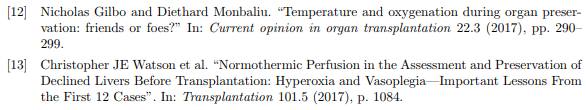 [12] Nicholas Gilbo and Diethard Monbaliu. “Temperature and oxygenation during organ preser-
vation: friends or foes?” In: Current opinion in organ transplantation 22.3 (2017), pp. 290–
299.
[13] Christopher JE Watson et al. “Normothermic Perfusion in the Assessment and Preservation of
Declined Livers Before Transplantation: Hyperoxia and Vasoplegia—Important Lessons From
the First 12 Cases”. In: Transplantation 101.5 (2017), p. 1084.